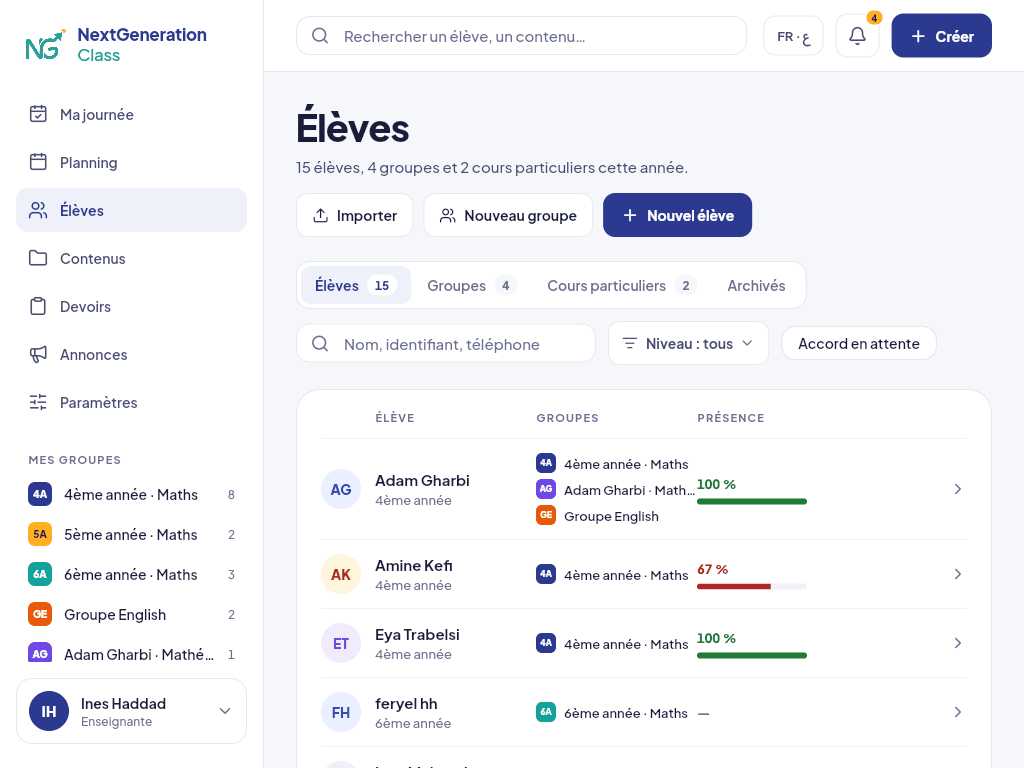 NextGeneration
Class
Rechercher un élève, un contenu...
FR · ع
4
Créer
Ma journée
Planning
Élèves
Contenus
Devoirs
Annonces
Paramètres
MES GROUPES
4A 4ème année · Maths 8
5A 5ème année · Maths 2
6A 6ème année · Maths 3
GE Groupe English 2
AG Adam Gharbi · Mathé... 1
IH Ines Haddad
Enseignante
Élèves
15 élèves, 4 groupes et 2 cours particuliers cette année.
Importer
Nouveau groupe
Nouvel élève
Élèves 15
Groupes 4
Cours particuliers 2
Archivés
Nom, identifiant, téléphone
Niveau : tous
Accord en attente
ÉLÈVE GROUPES PRÉSENCE
AG Adam Gharbi
4ème année
4A 4ème année · Maths
AG Adam Gharbi · Math...
GE Groupe English
100 %
AK Amine Kefi
4ème année
4A 4ème année · Maths
67 %
ET Eya Trabelsi
4ème année
4A 4ème année · Maths
100 %
FH feryel hh
6ème année
6A 6ème année · Maths
—